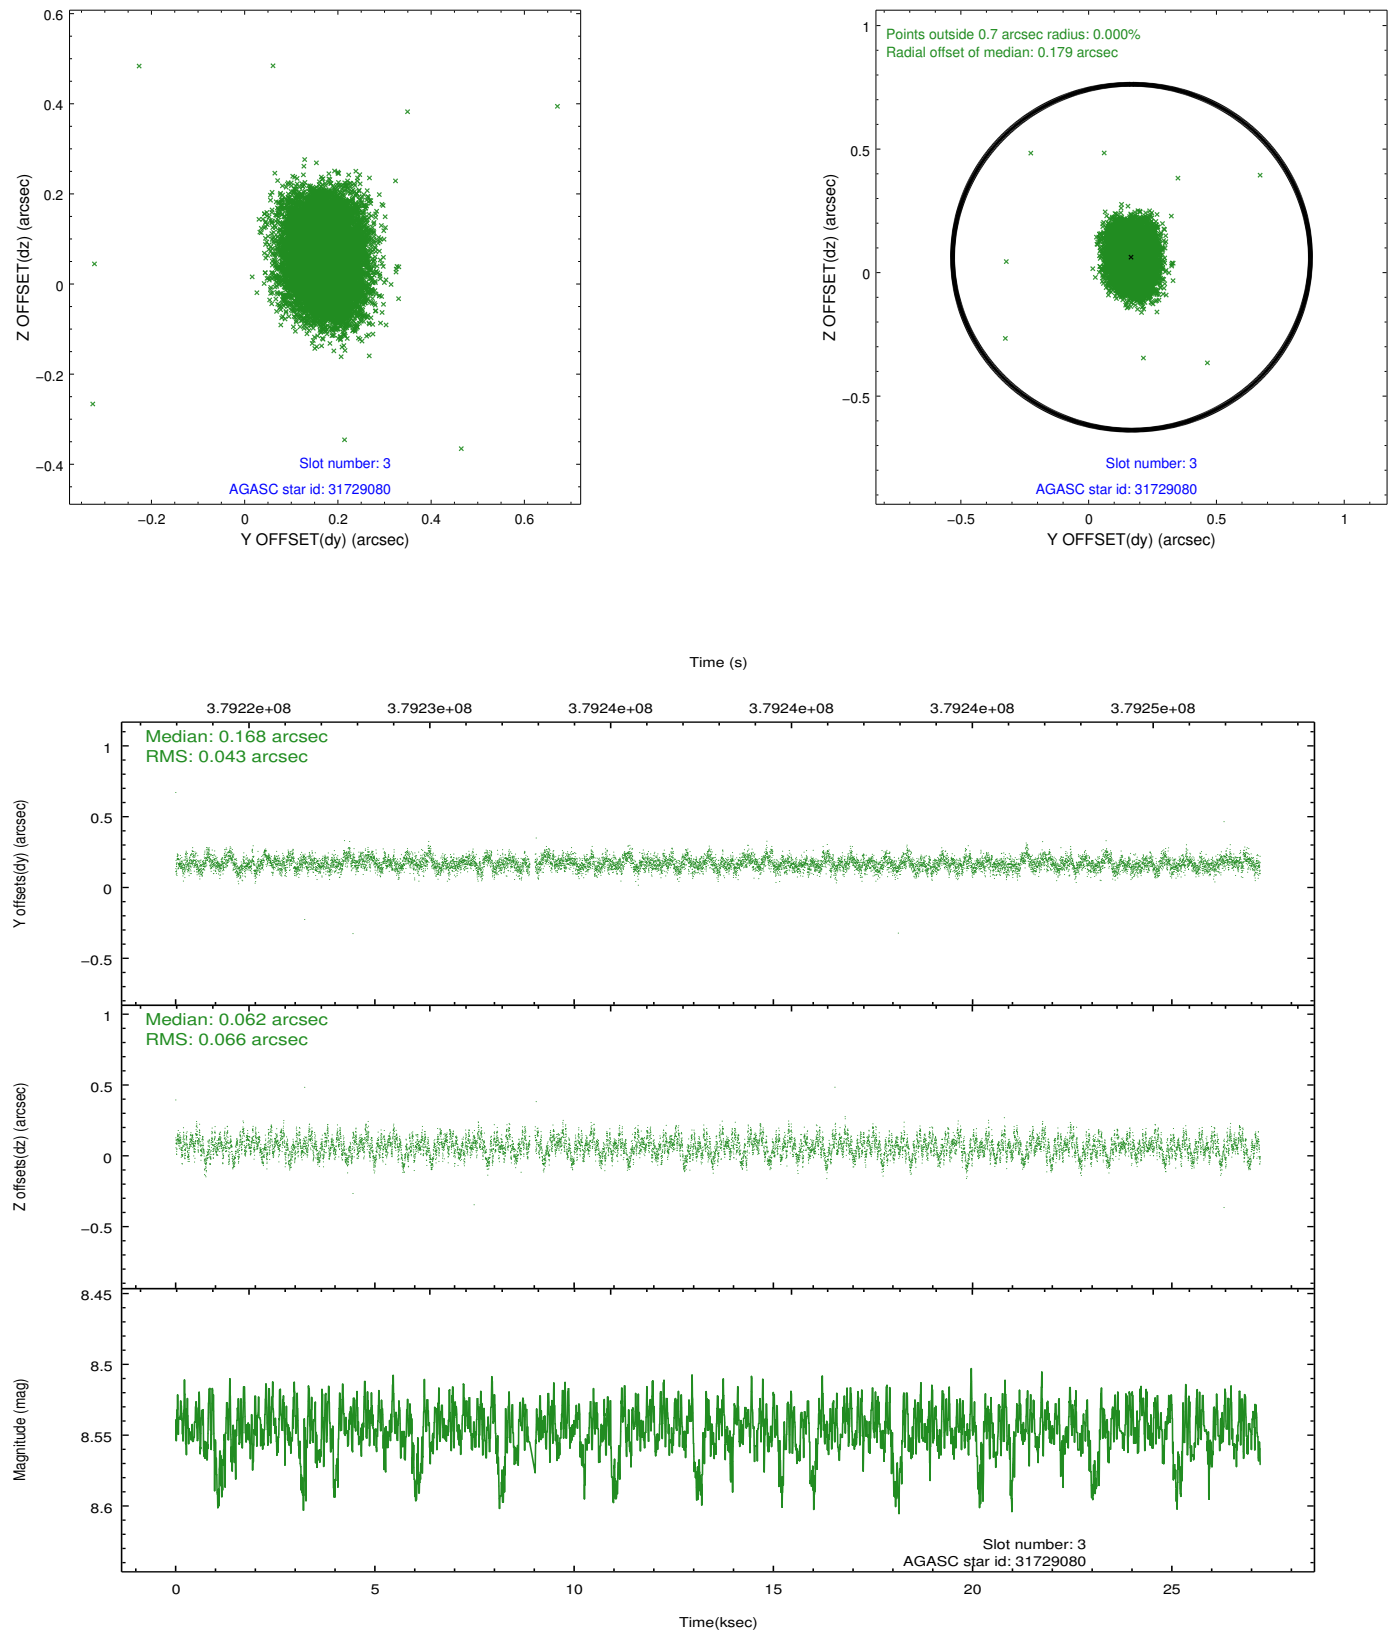 0.6
0.4
0.2
0
−0.2
−0.4
Z OFFSET(dz) (arcsec)
Slot number: 3
AGASC star id: 31729080
−0.2
0
0.2
0.4
0.6
Y OFFSET(dy) (arcsec)
Points outside 0.7 arcsec radius: 0.000%
Radial offset of median: 0.179 arcsec
1
0.5
0
−0.5
Z OFFSET(dz) (arcsec)
Slot number: 3
AGASC star id: 31729080
−0.5
0
0.5
1
Y OFFSET(dy) (arcsec)
Time (s)
3.7922e+08
3.7923e+08
3.7924e+08
3.7924e+08
3.7924e+08
3.7925e+08
Median: 0.168 arcsec
RMS: 0.043 arcsec
1
0.5
0
−0.5
Y offsets(dy) (arcsec)
Median: 0.062 arcsec
RMS: 0.066 arcsec
1
0.5
0
−0.5
Z offsets(dz) (arcsec)
8.45
8.5
8.55
8.6
Magnitude (mag)
Slot number: 3
AGASC star id: 31729080
0
5
10
15
20
25
Time(ksec)